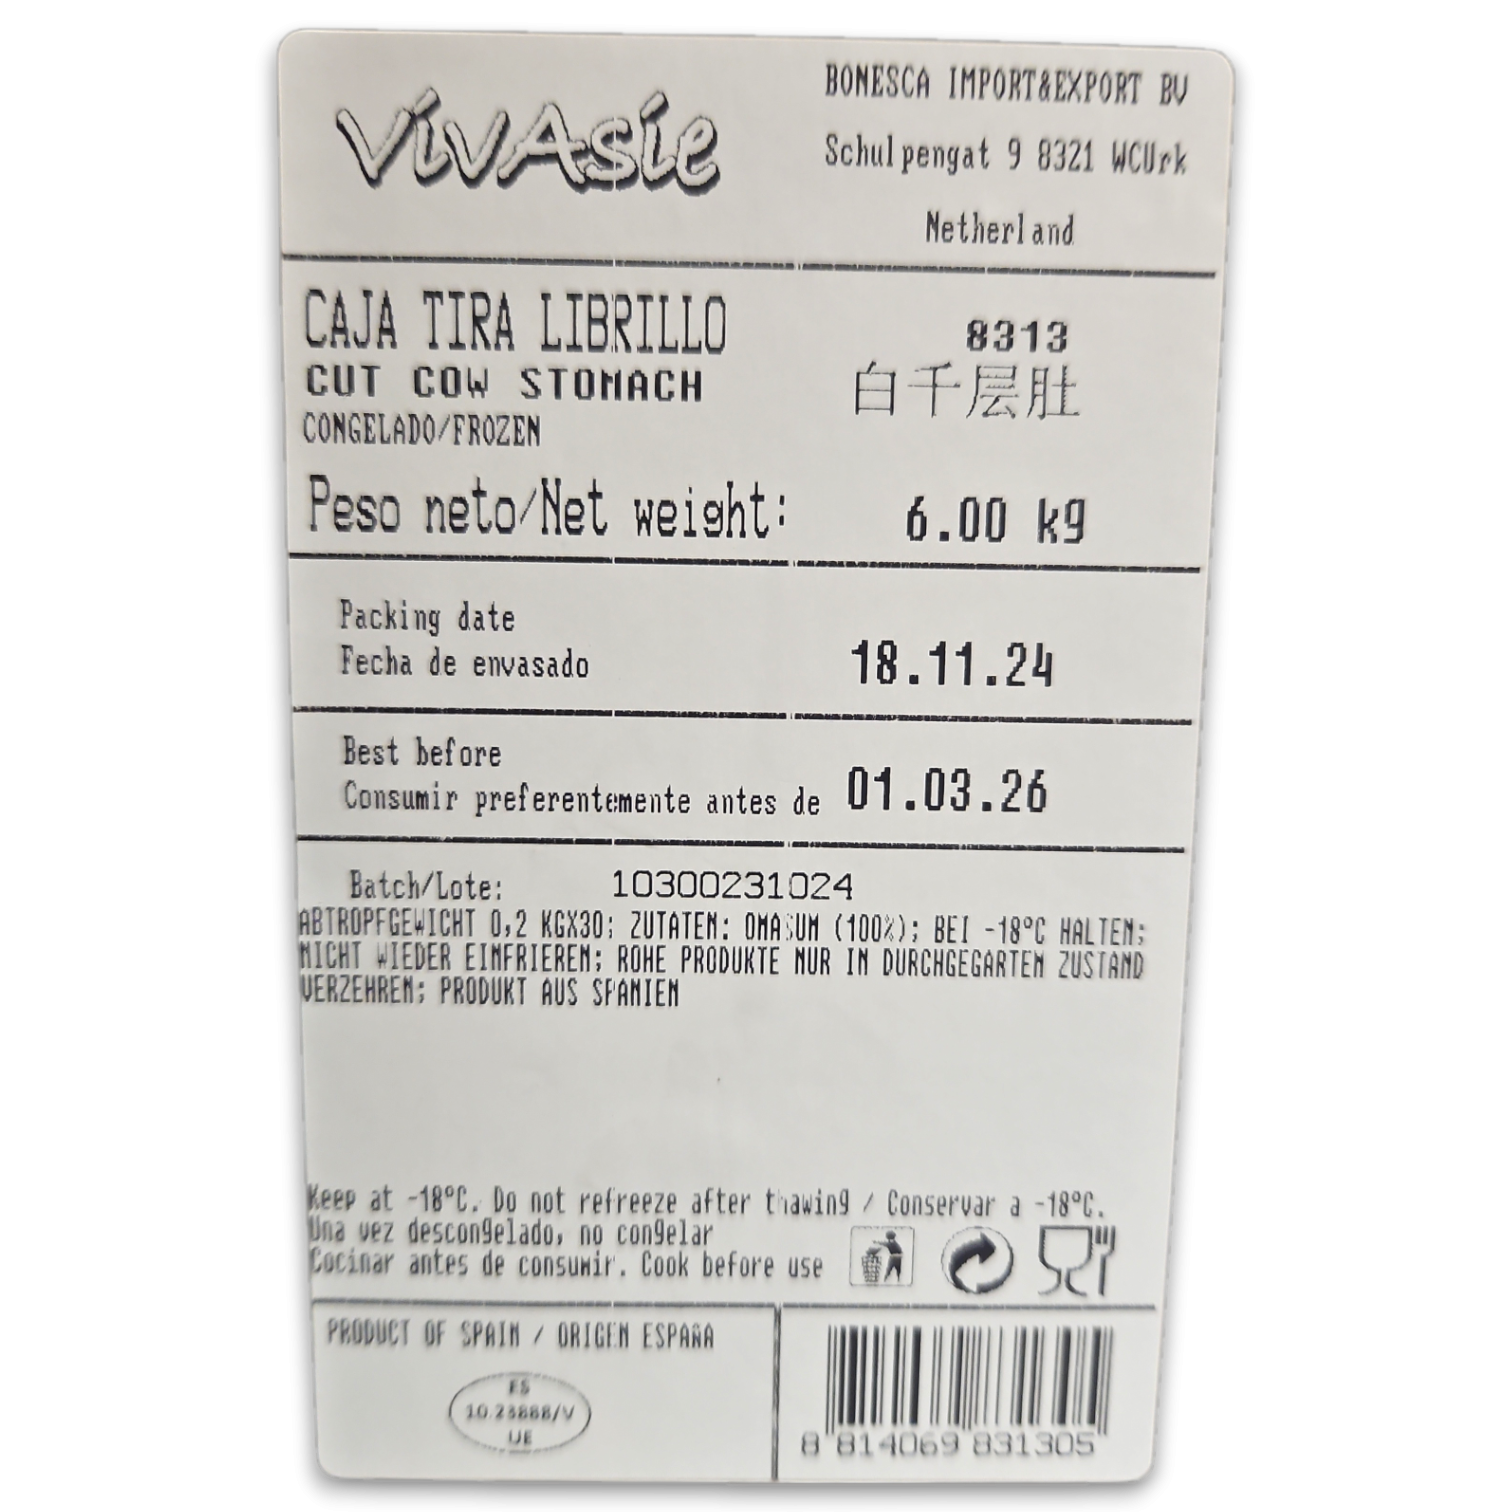 VivAsie
BONESCA IMPORT&EXPORT BV
Schulpengat 9 8321 WCUrk
Netherland
CAJA TIRA LIBRILLO
8313
CUT COW STOMACH
白千层肚
CONGELADO/FROZEN
Peso neto/Net weight: 6.00 kg
Packing date
Fecha de envasado 18.11.24
Best before
Consumir preferentemente antes de 01.03.26
Batch/Lote: 10300231024
ABTROPFGEWICHT 0,2 KGX30; ZUTATEN: OMASUM (100%); BEI -18ºC HALTEN;
NICHT WIEDER EINFRIEREN; ROHE PRODUKTE NUR IN DURCHGEGARTEN ZUSTAND
VERZEHREN; PRODUKT AUS SPANIEN
Keep at -18ºC. Do not refreeze after thawing / Conservar a -18ºC.
Una vez descongelado, no congelar
Cocinar antes de consumir. Cook before use
PRODUCT OF SPAIN / ORIGEN ESPAÑA
ES
10.23888/V
UE
8 814069 831305